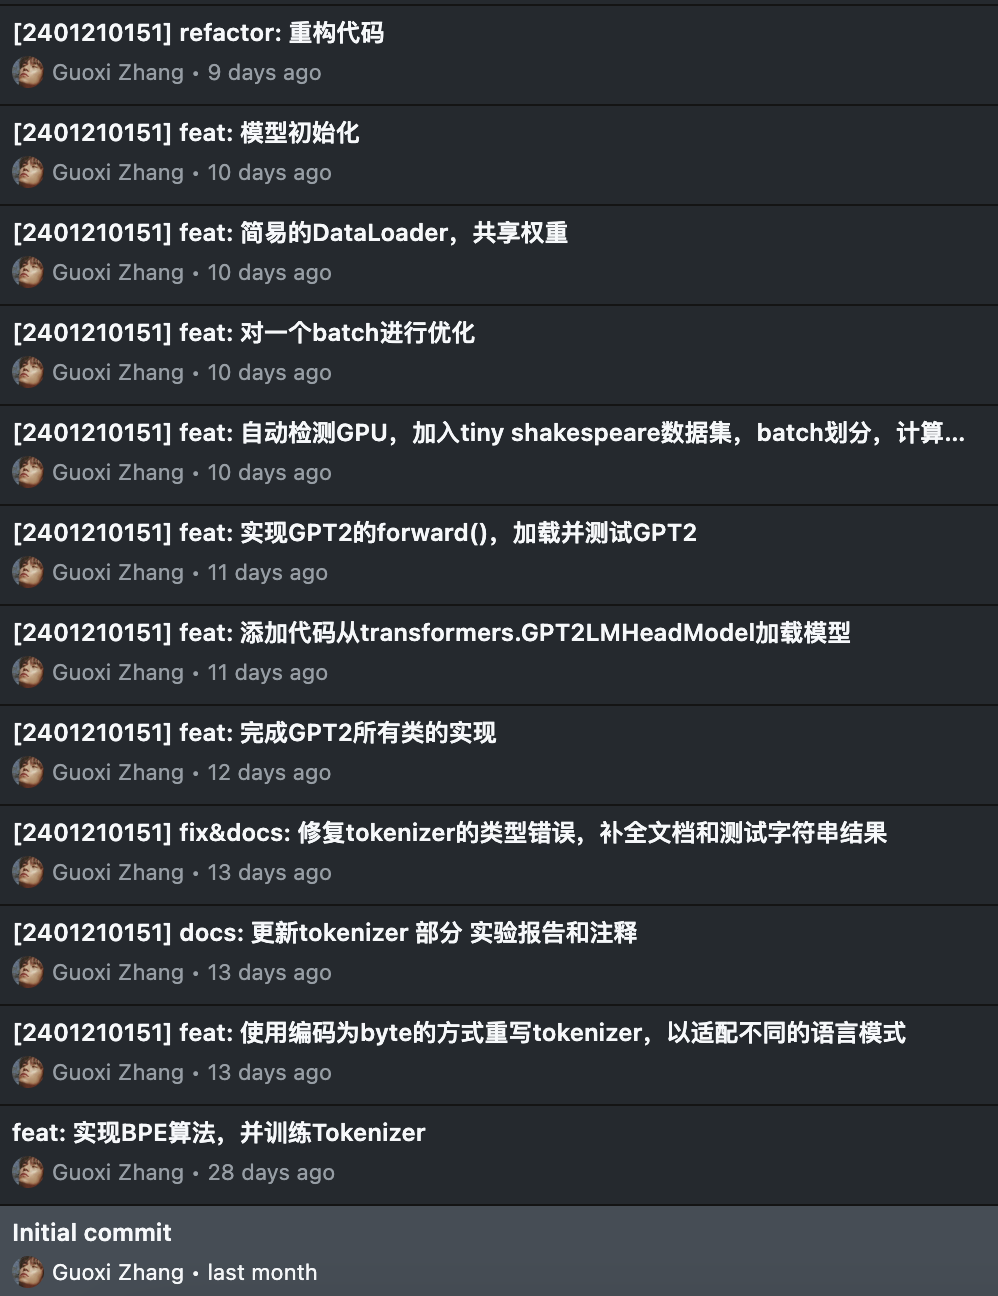 [2401210151] refactor: 重构代码
Guoxi Zhang • 9 days ago
[2401210151] feat: 模型初始化
Guoxi Zhang • 10 days ago
[2401210151] feat: 简易的DataLoader，共享权重
Guoxi Zhang • 10 days ago
[2401210151] feat: 对一个batch进行优化
Guoxi Zhang • 10 days ago
[2401210151] feat: 自动检测GPU，加入tiny shakespeare数据集，batch划分，计算...
Guoxi Zhang • 10 days ago
[2401210151] feat: 实现GPT2的forward()，加载并测试GPT2
Guoxi Zhang • 11 days ago
[2401210151] feat: 添加代码从transformers.GPT2LMHeadModel加载模型
Guoxi Zhang • 11 days ago
[2401210151] feat: 完成GPT2所有类的实现
Guoxi Zhang • 12 days ago
[2401210151] fix&docs: 修复tokenizer的类型错误，补全文档和测试字符串结果
Guoxi Zhang • 13 days ago
[2401210151] docs: 更新tokenizer 部分 实验报告和注释
Guoxi Zhang • 13 days ago
[2401210151] feat: 使用编码为byte的方式重写tokenizer，以适配不同的语言模式
Guoxi Zhang • 13 days ago
feat: 实现BPE算法，并训练Tokenizer
Guoxi Zhang • 28 days ago
Initial commit
Guoxi Zhang • last month